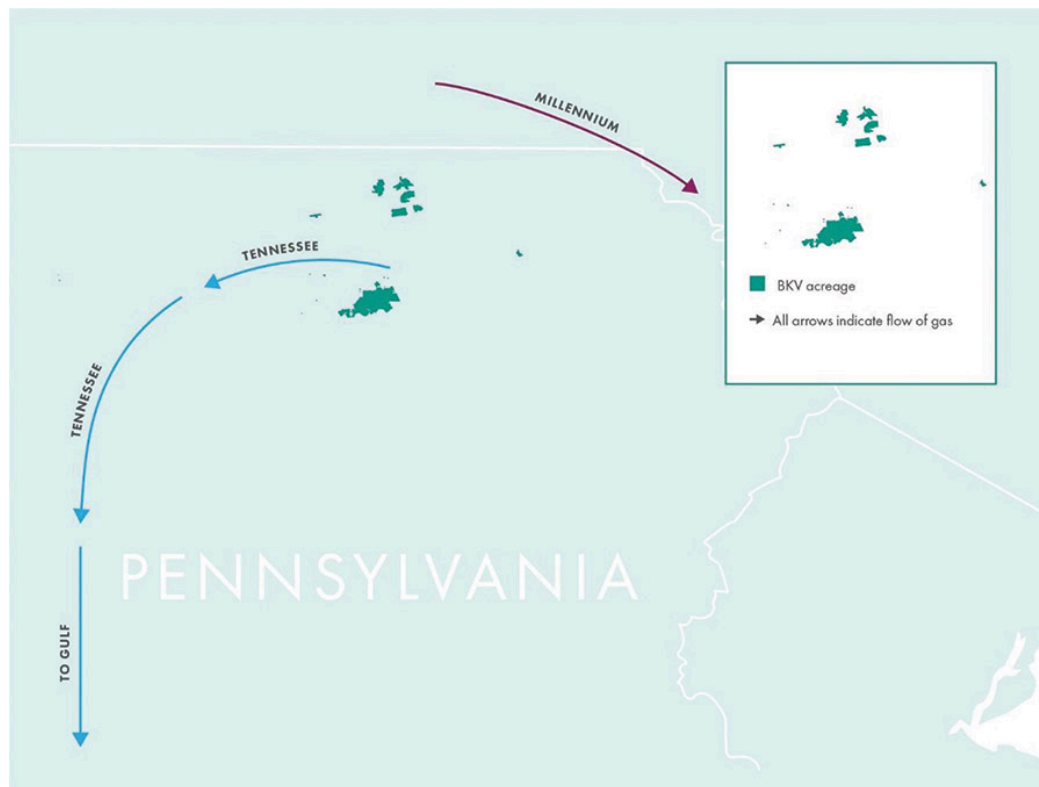 MILLENNIUM
TENNESSEE
BKV acreage
All arrows indicate flow of gas
TENNESSEE
PENNSYLVANIA
TO GULF